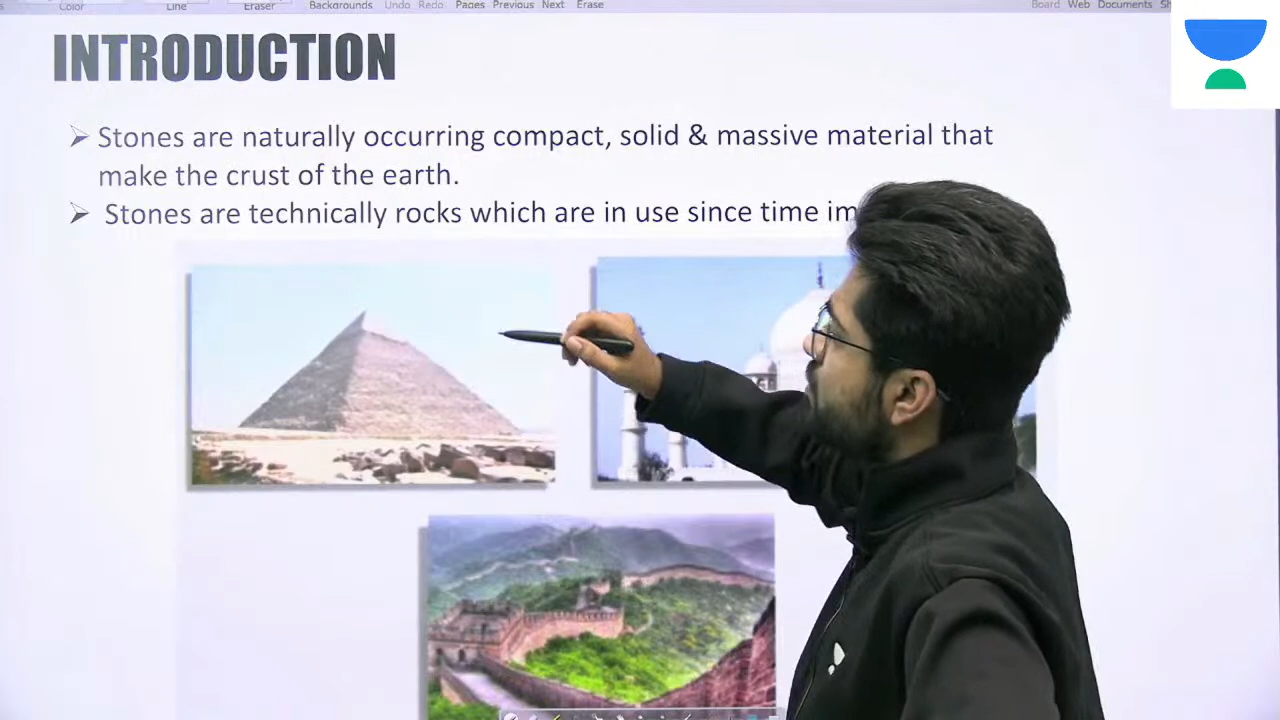 Color Line Eraser Backgrounds Undo Redo Pages Previous Next Erase Board Web Documents
INTRODUCTION
➢ Stones are naturally occurring compact, solid & massive material that
make the crust of the earth.
➢ Stones are technically rocks which are in use since time im